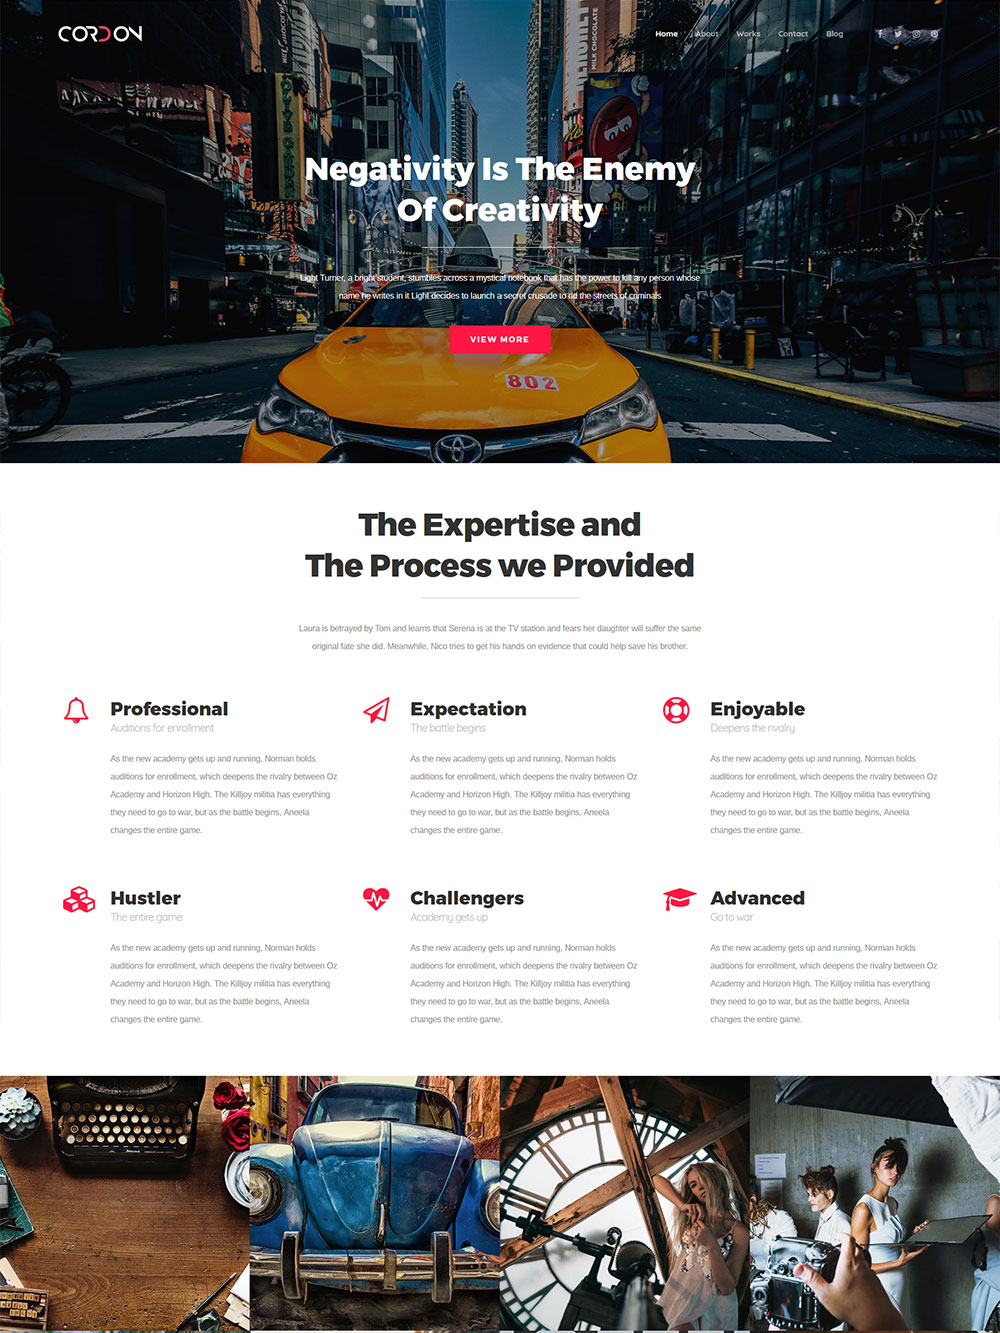 CORDON
Home About Works Contact Blog
MILK CHOCOLATE
Negativity Is The Enemy
Of Creativity
Light Turner, a bright student, stumbles across a mystical notebook that has the power to kill any person whose
name he writes in it Light decides to launch a secret crusade to rid the streets of criminals
VIEW MORE
802
The Expertise and
The Process we Provided
Laura is betrayed by Tom and learns that Serena is at the TV station and fears her daughter will suffer the same
original fate she did. Meanwhile, Nico tries to get his hands on evidence that could help save his brother.
Professional
Auditions for enrollment
As the new academy gets up and running, Norman holds
auditions for enrollment, which deepens the rivalry between Oz
Academy and Horizon High. The Killjoy militia has everything
they need to go to war, but as the battle begins, Aneela
changes the entire game.
Expectation
The battle begins
As the new academy gets up and running, Norman holds
auditions for enrollment, which deepens the rivalry between Oz
Academy and Horizon High. The Killjoy militia has everything
they need to go to war, but as the battle begins, Aneela
changes the entire game.
Enjoyable
Deepens the rivalry
As the new academy gets up and running, Norman holds
auditions for enrollment, which deepens the rivalry between Oz
Academy and Horizon High. The Killjoy militia has everything
they need to go to war, but as the battle begins, Aneela
changes the entire game.
Hustler
The entire game
As the new academy gets up and running, Norman holds
auditions for enrollment, which deepens the rivalry between Oz
Academy and Horizon High. The Killjoy militia has everything
they need to go to war, but as the battle begins, Aneela
changes the entire game.
Challengers
Academy gets up
As the new academy gets up and running, Norman holds
auditions for enrollment, which deepens the rivalry between Oz
Academy and Horizon High. The Killjoy militia has everything
they need to go to war, but as the battle begins, Aneela
changes the entire game.
Advanced
Go to war
As the new academy gets up and running, Norman holds
auditions for enrollment, which deepens the rivalry between Oz
Academy and Horizon High. The Killjoy militia has everything
they need to go to war, but as the battle begins, Aneela
changes the entire game.